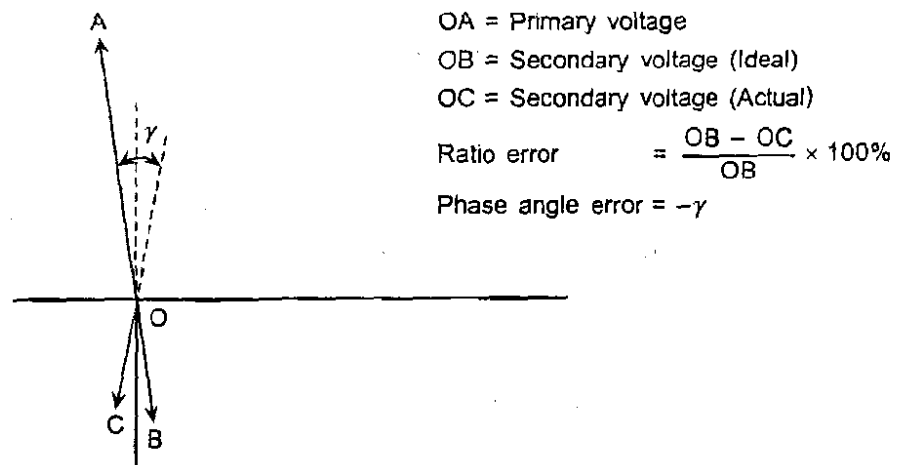 A
γ
O
C
B
OA = Primary voltage
OB = Secondary voltage (Ideal)
OC = Secondary voltage (Actual)
Ratio error = OB - OC / OB × 100%
Phase angle error = -γ